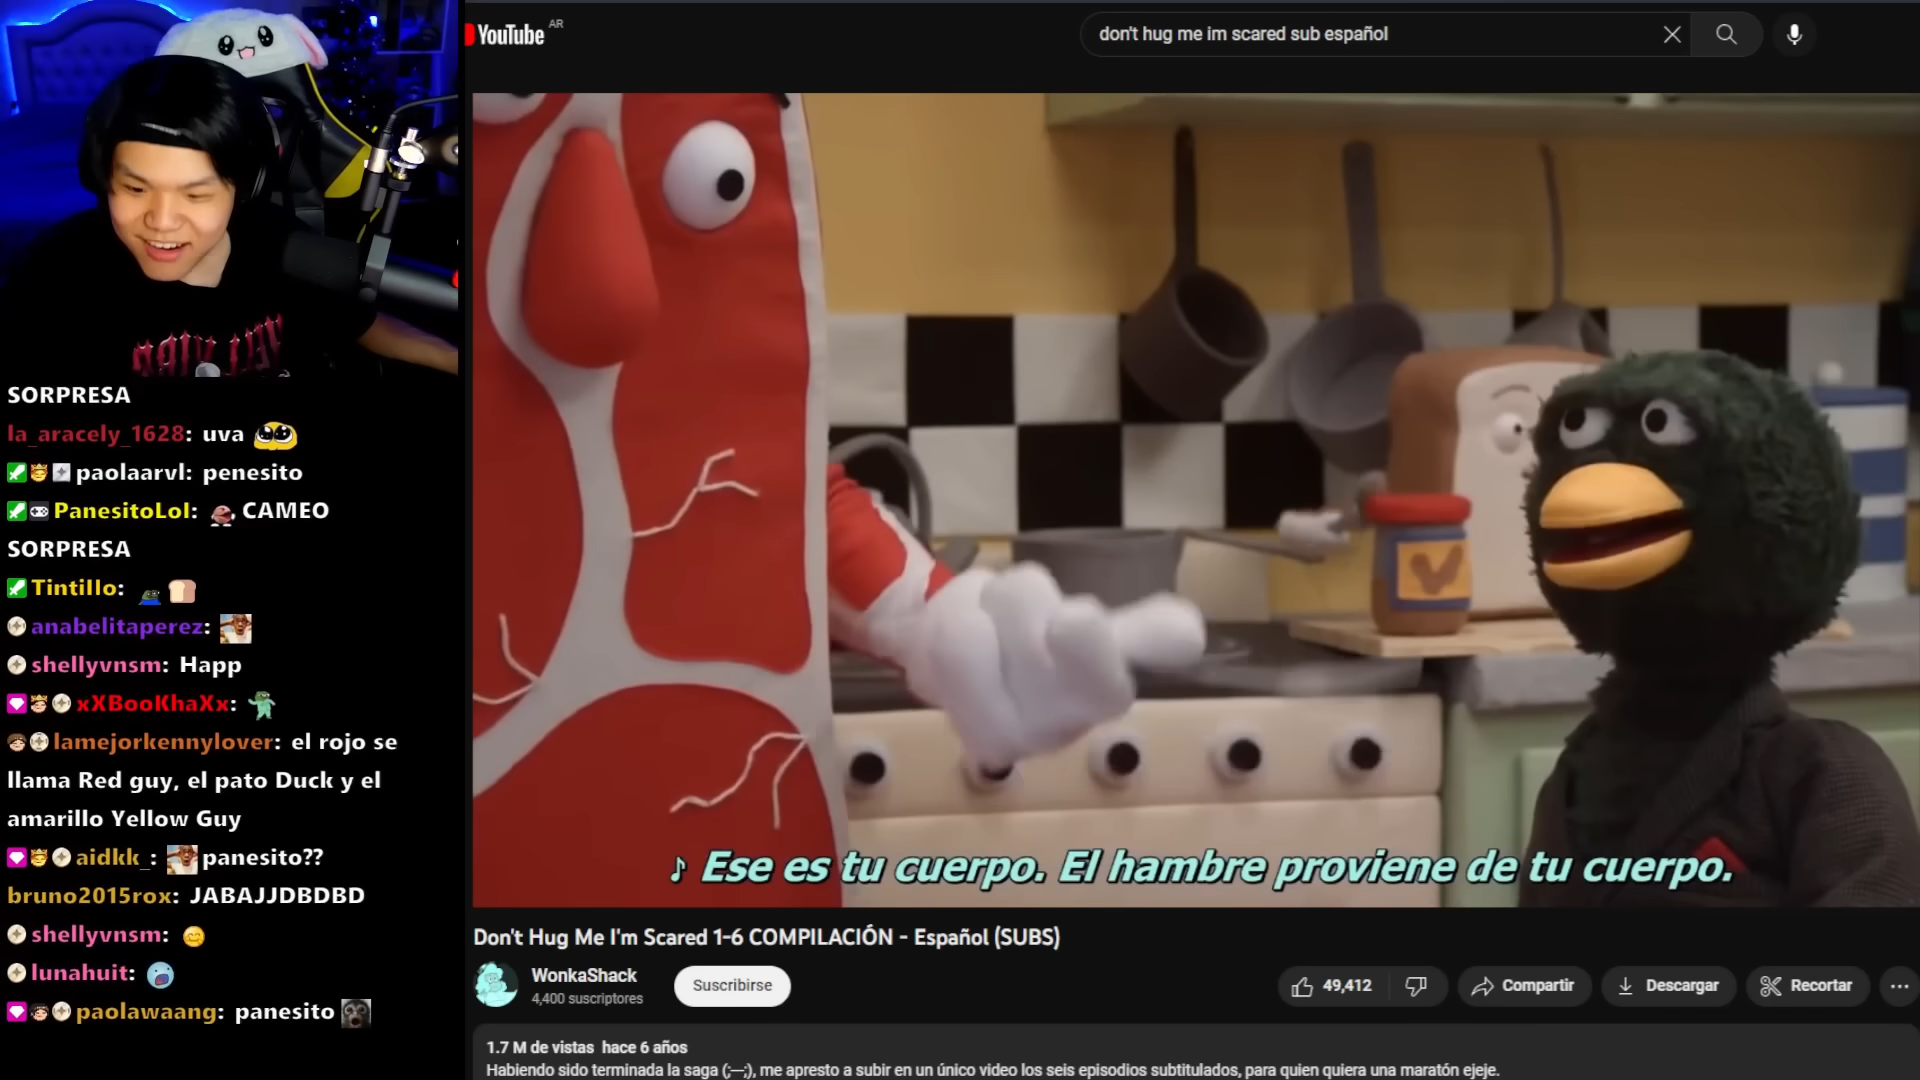 YouTube AR
don't hug me im scared sub español
SORPRESA
la_aracely_1628: uva
paolaarvl: penesito
PanesitoLol: CAMEO
SORPRESA
Tintillo:
anabelitaperez:
shellyvnsm: Happ
xXBooKhaXx:
lamejorkennylover: el rojo se
llama Red guy, el pato Duck y el
amarillo Yellow Guy
aidkk_: panesito??
bruno2015rox: JABAJJDBDBD
shellyvnsm:
lunahuit:
paolawaang: panesito
♪ Ese es tu cuerpo. El hambre proviene de tu cuerpo.
Don't Hug Me I'm Scared 1-6 COMPILACIÓN - Español (SUBS)
WonkaShack
4,400 suscriptores
Suscribirse
49,412
Compartir
Descargar
Recortar
1.7 M de vistas hace 6 años
Habiendo sido terminada la saga (;—;), me apresto a subir en un único video los seis episodios subtitulados, para quien quiera una maratón ejeje.